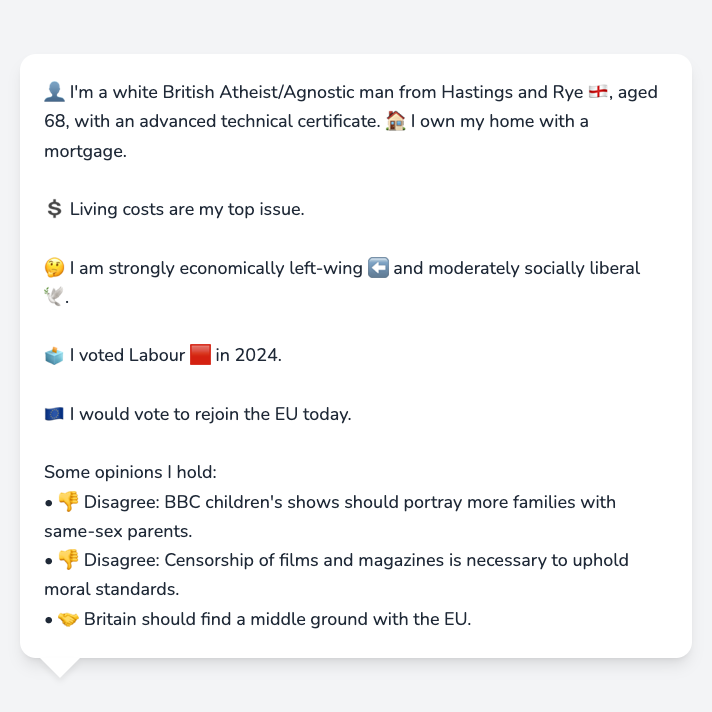 👤 I'm a white British Atheist/Agnostic man from Hastings and Rye 🏴󠁧󠁢󠁥󠁮󠁧󠁿, aged
68, with an advanced technical certificate. 🏠 I own my home with a
mortgage.
💲 Living costs are my top issue.
🤔 I am strongly economically left-wing ⬅️ and moderately socially liberal
🕊️.
🗳️ I voted Labour 🟥 in 2024.
🇪🇺 I would vote to rejoin the EU today.
Some opinions I hold:
• 👎 Disagree: BBC children's shows should portray more families with
same-sex parents.
• 👎 Disagree: Censorship of films and magazines is necessary to uphold
moral standards.
• 🤝 Britain should find a middle ground with the EU.